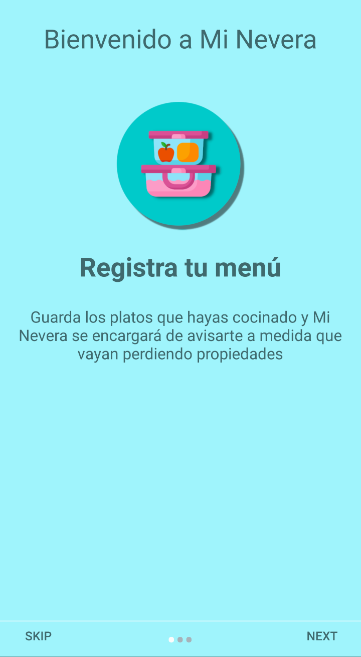 Bienvenido a Mi Nevera
Registra tu menú
Guarda los platos que hayas cocinado y Mi
Nevera se encargará de avisarte a medida que
vayan perdiendo propiedades
SKIP
NEXT